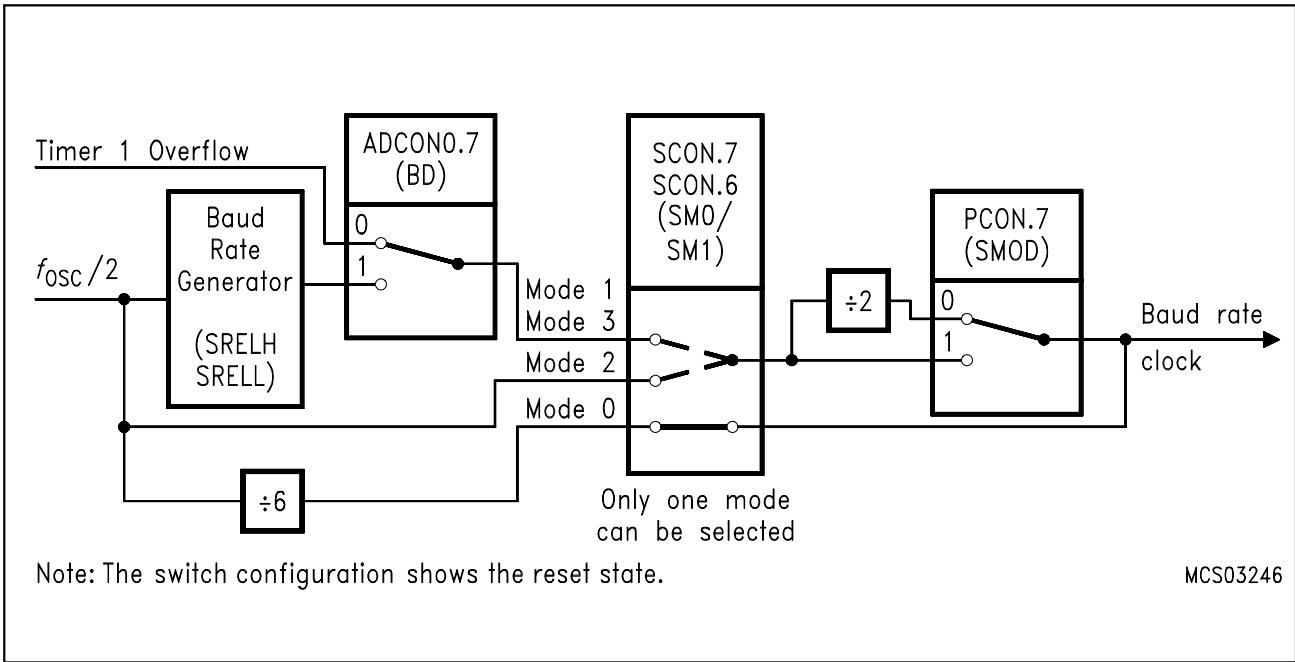 Timer 1 Overflow
ADCON0.7
(BD)
0
1
Baud
Rate
Generator
(SRELH
SRELL)
fOSC/2
÷6
SCON.7
SCON.6
(SM0/
SM1)
Mode 1
Mode 3
Mode 2
Mode 0
Only one mode
can be selected
÷2
PCON.7
(SMOD)
0
1
Baud rate
clock
Note: The switch configuration shows the reset state.
MCS03246